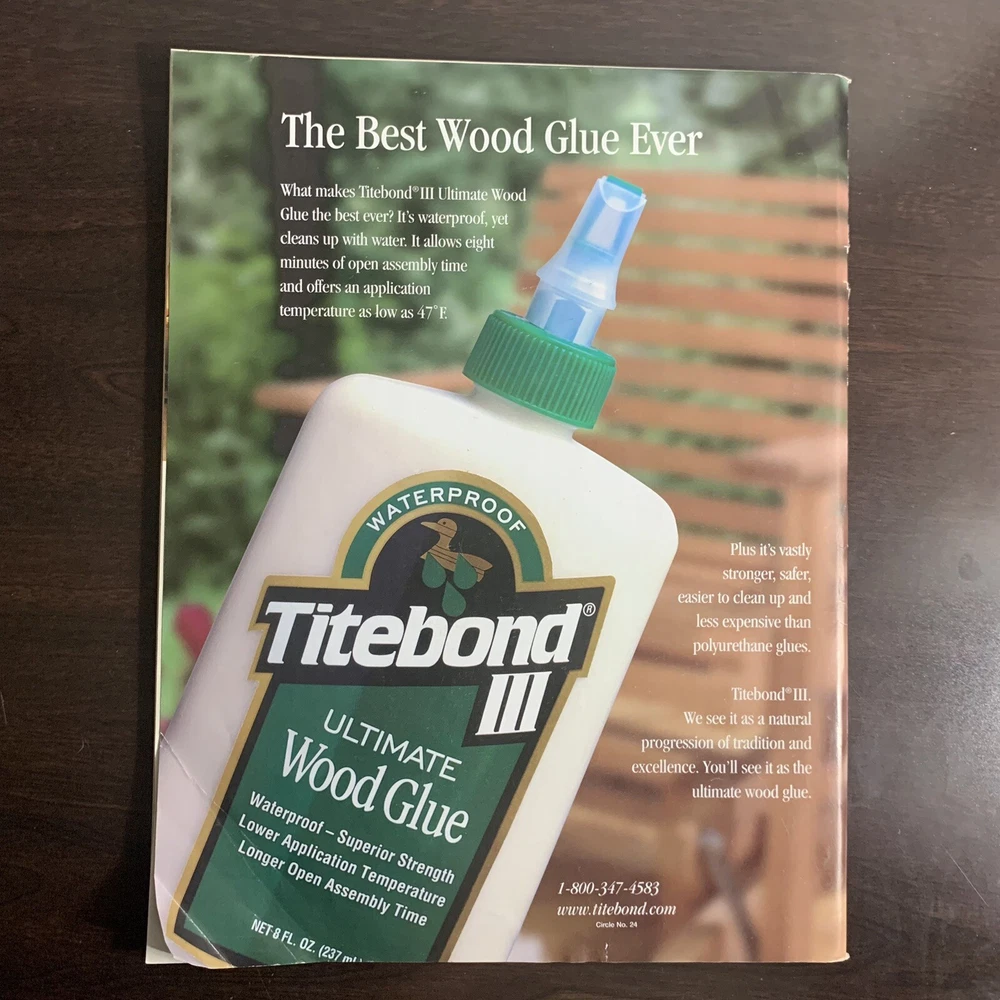 The Best Wood Glue Ever
What makes Titebond® III Ultimate Wood
Glue the best ever? It's waterproof, yet
cleans up with water. It allows eight
minutes of open assembly time
and offers an application
temperature as low as 47°F.
WATERPROOF
Titebond®
III
ULTIMATE
Wood Glue
Waterproof – Superior Strength
Lower Application Temperature
Longer Open Assembly Time
NET 8 FL. OZ. (237 mL)
Plus it's vastly
stronger, safer,
easier to clean up and
less expensive than
polyurethane glues.
Titebond® III.
We see it as a natural
progression of tradition and
excellence. You'll see it as the
ultimate wood glue.
1-800-347-4583
www.titebond.com
Circle No. 24